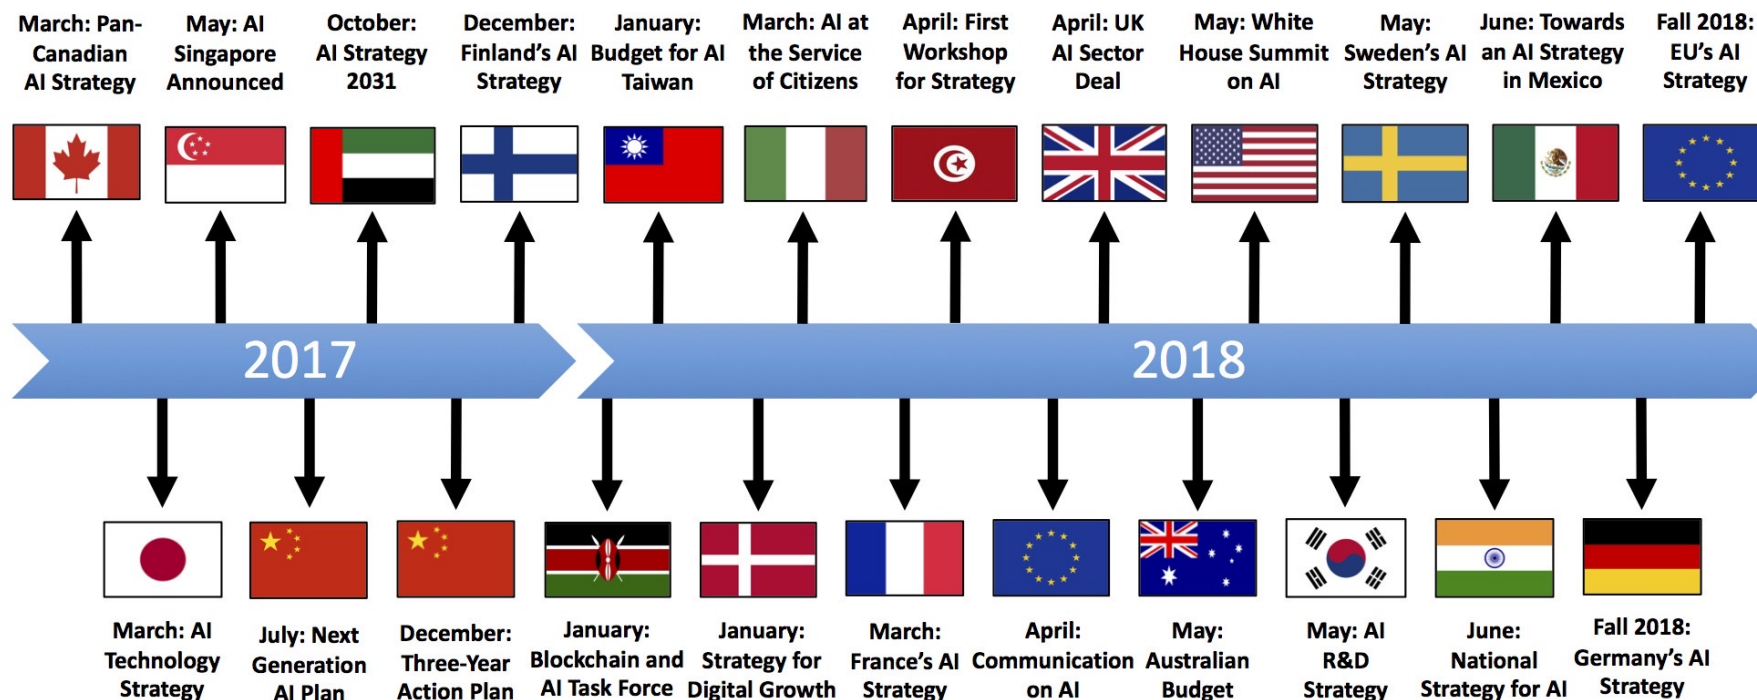 March: Pan-
Canadian
AI Strategy
May: AI
Singapore
Announced
October:
AI Strategy
2031
December:
Finland's AI
Strategy
January:
Budget for AI
Taiwan
March: AI at
the Service
of Citizens
April: First
Workshop
for Strategy
April: UK
AI Sector
Deal
May: White
House Summit
on AI
May:
Sweden's AI
Strategy
June: Towards
an AI Strategy
in Mexico
Fall 2018:
EU's AI
Strategy
2017
2018
March: AI
Technology
Strategy
July: Next
Generation
AI Plan
December:
Three-Year
Action Plan
January:
Blockchain and
AI Task Force
January:
Strategy for
Digital Growth
March:
France's AI
Strategy
April:
Communication
on AI
May:
Australian
Budget
May: AI
R&D
Strategy
June:
National
Strategy for AI
Fall 2018:
Germany's AI
Strategy